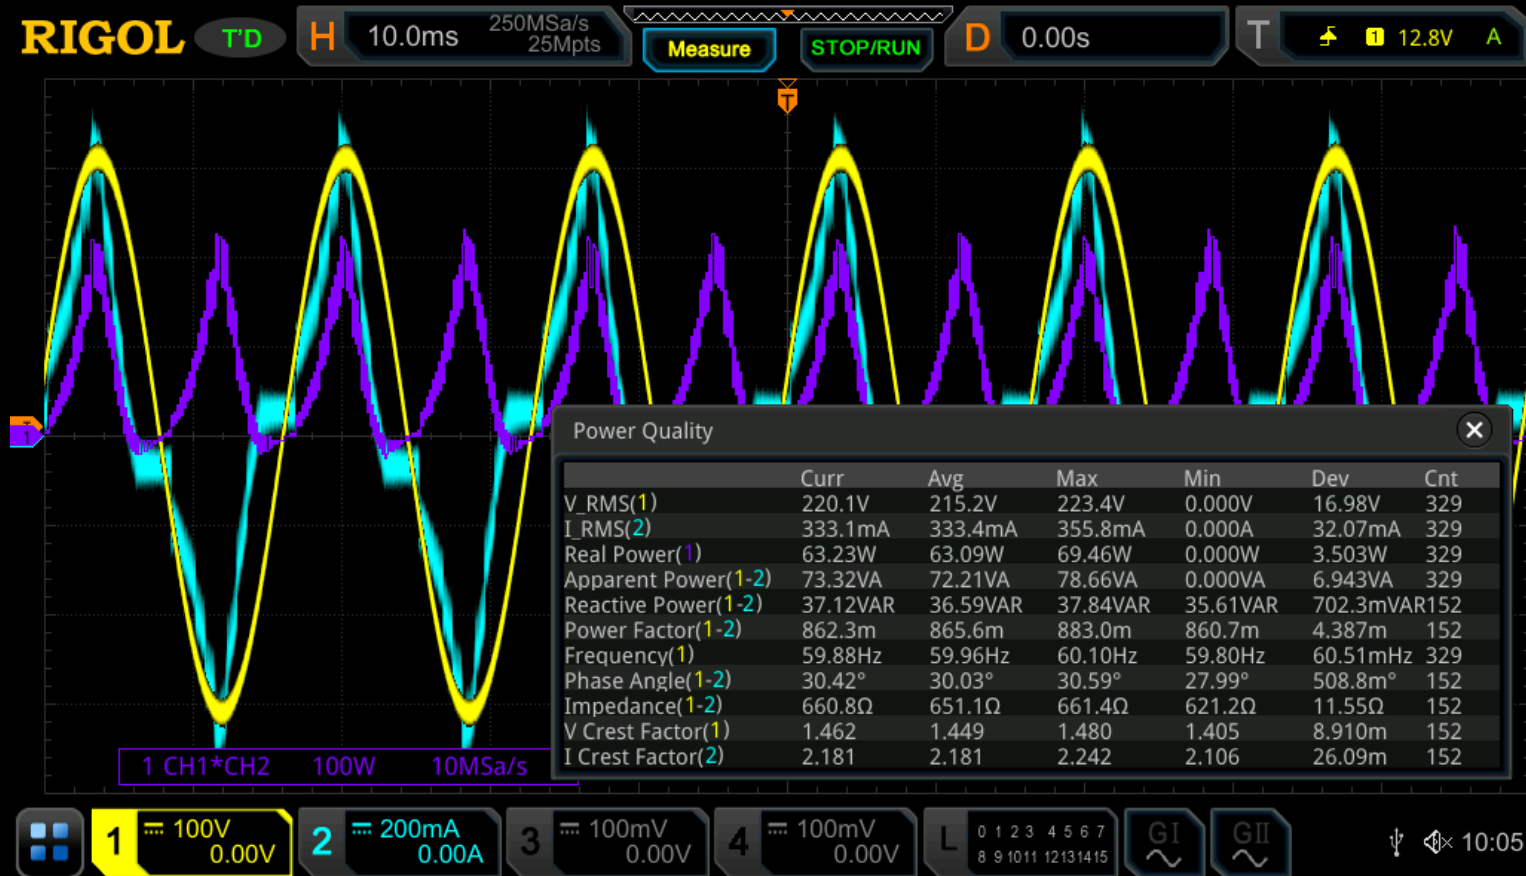 RIGOL T'D H 10.0ms 250MSa/s 25Mpts Measure STOP/RUN D 0.00s T 1 12.8V A
T
T
1
Power Quality
Curr Avg Max Min Dev Cnt
V_RMS(1) 220.1V 215.2V 223.4V 0.000V 16.98V 329
I_RMS(2) 333.1mA 333.4mA 355.8mA 0.000A 32.07mA 329
Real Power(1) 63.23W 63.09W 69.46W 0.000W 3.503W 329
Apparent Power(1-2) 73.32VA 72.21VA 78.66VA 0.000VA 6.943VA 329
Reactive Power(1-2) 37.12VAR 36.59VAR 37.84VAR 35.61VAR 702.3mVAR 152
Power Factor(1-2) 862.3m 865.6m 883.0m 860.7m 4.387m 152
Frequency(1) 59.88Hz 59.96Hz 60.10Hz 59.80Hz 60.51mHz 329
Phase Angle(1-2) 30.42° 30.03° 30.59° 27.99° 508.8m° 152
Impedance(1-2) 660.8Ω 651.1Ω 661.4Ω 621.2Ω 11.55Ω 152
V Crest Factor(1) 1.462 1.449 1.480 1.405 8.910m 152
I Crest Factor(2) 2.181 2.181 2.242 2.106 26.09m 152
1 CH1*CH2 100W 10MSa/s
1 100V 0.00V 2 200mA 0.00A 3 100mV 0.00V 4 100mV 0.00V L 0 1 2 3 4 5 6 7 8 9 10 11 12 13 14 15 GI GII 10:05